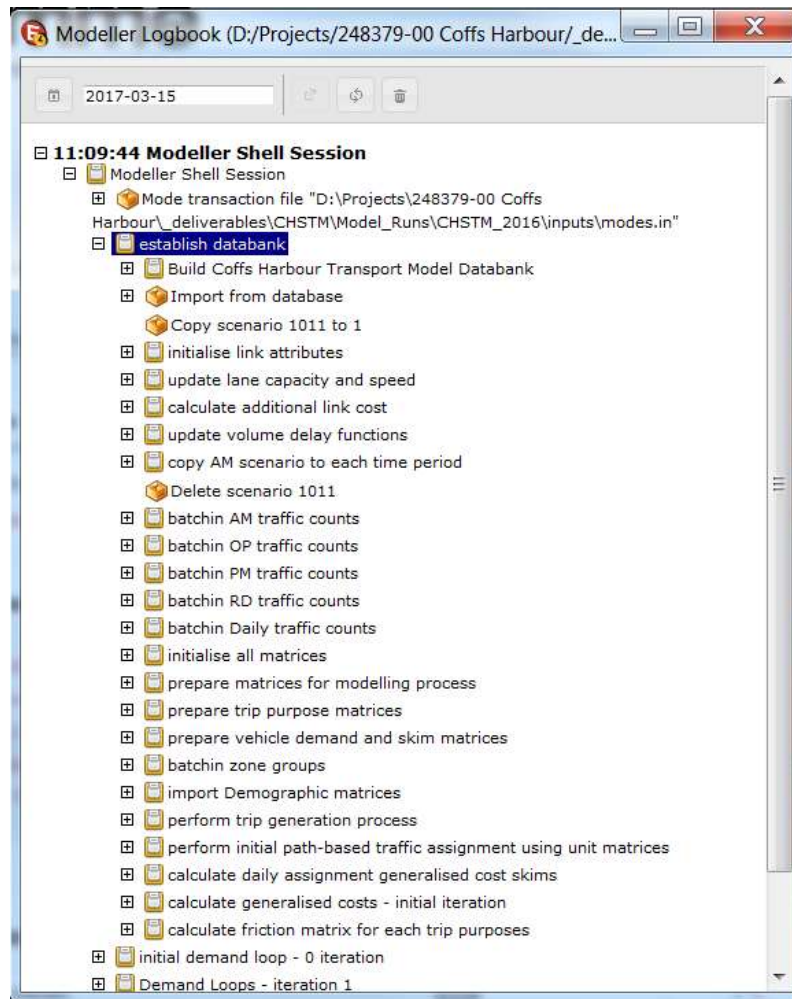 Modeller Logbook (D:/Projects/248379-00 Coffs Harbour/_de...
2017-03-15
11:09:44 Modeller Shell Session
Modeller Shell Session
Mode transaction file "D:\Projects\248379-00 Coffs
Harbour\_deliverables\CHSTM\Model_Runs\CHSTM_2016\inputs\modes.in"
establish databank
Build Coffs Harbour Transport Model Databank
Import from database
Copy scenario 1011 to 1
initialise link attributes
update lane capacity and speed
calculate additional link cost
update volume delay functions
copy AM scenario to each time period
Delete scenario 1011
batchin AM traffic counts
batchin OP traffic counts
batchin PM traffic counts
batchin RD traffic counts
batchin Daily traffic counts
initialise all matrices
prepare matrices for modelling process
prepare trip purpose matrices
prepare vehicle demand and skim matrices
batchin zone groups
import Demographic matrices
perform trip generation process
perform initial path-based traffic assignment using unit matrices
calculate daily assignment generalised cost skims
calculate generalised costs - initial iteration
calculate friction matrix for each trip purposes
initial demand loop - 0 iteration
Demand Loops - iteration 1